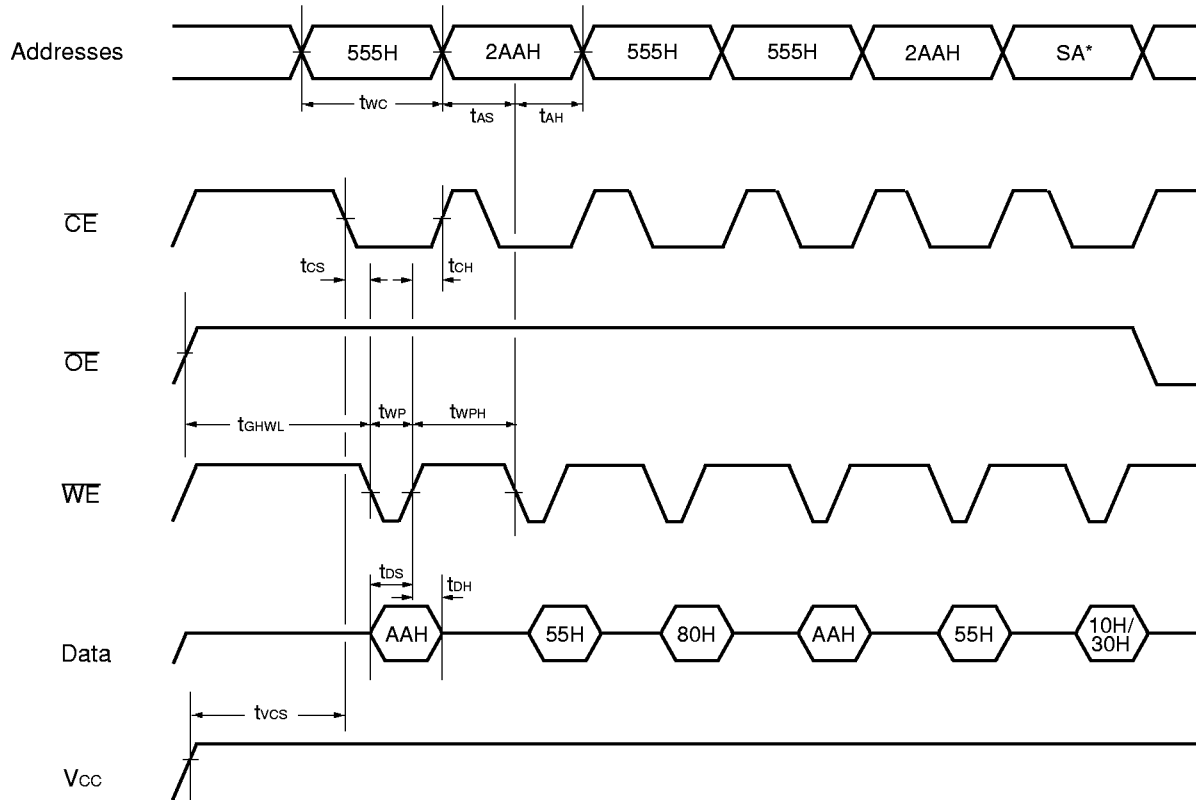 Addresses 555H 2AAH 555H 555H 2AAH SA*
tWC tAS tAH
CE
tCS tCH
OE
tGHWL tWP tWPH
WE
tDS tDH
Data AAH 55H 80H AAH 55H 10H/
30H
tVCS
VCC